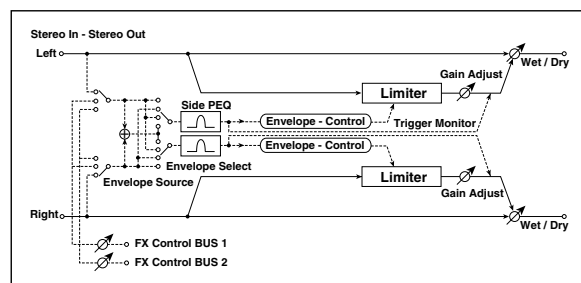 Stereo In - Stereo Out
Left
Wet / Dry
Gain Adjust
Limiter
Side PEQ
Envelope - Control
Trigger Monitor
Envelope - Control
Envelope Select
Envelope Source
Limiter
Gain Adjust
Right
Wet / Dry
FX Control BUS 1
FX Control BUS 2